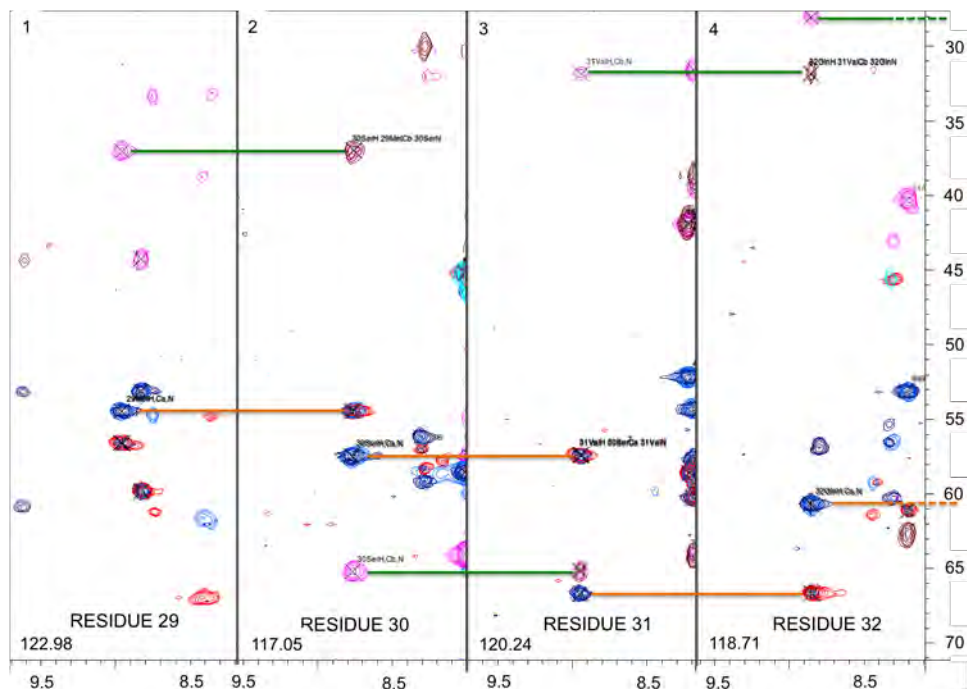 1
2
3
4
30
35
40
45
50
55
60
65
70
31ValH,Cb,N
32GlnH 31ValCb 32GlnN
30SerH 29MetCb 30SerN
30SerH,Ca,N
31ValH 30SerCa 31ValN
32GlnH,Ca,N
30SerH,Cb,N
RESIDUE 29
RESIDUE 30
RESIDUE 31
RESIDUE 32
122.98
117.05
120.24
118.71
9.5
8.5
9.5
8.5
9.5
8.5
9.5
8.5